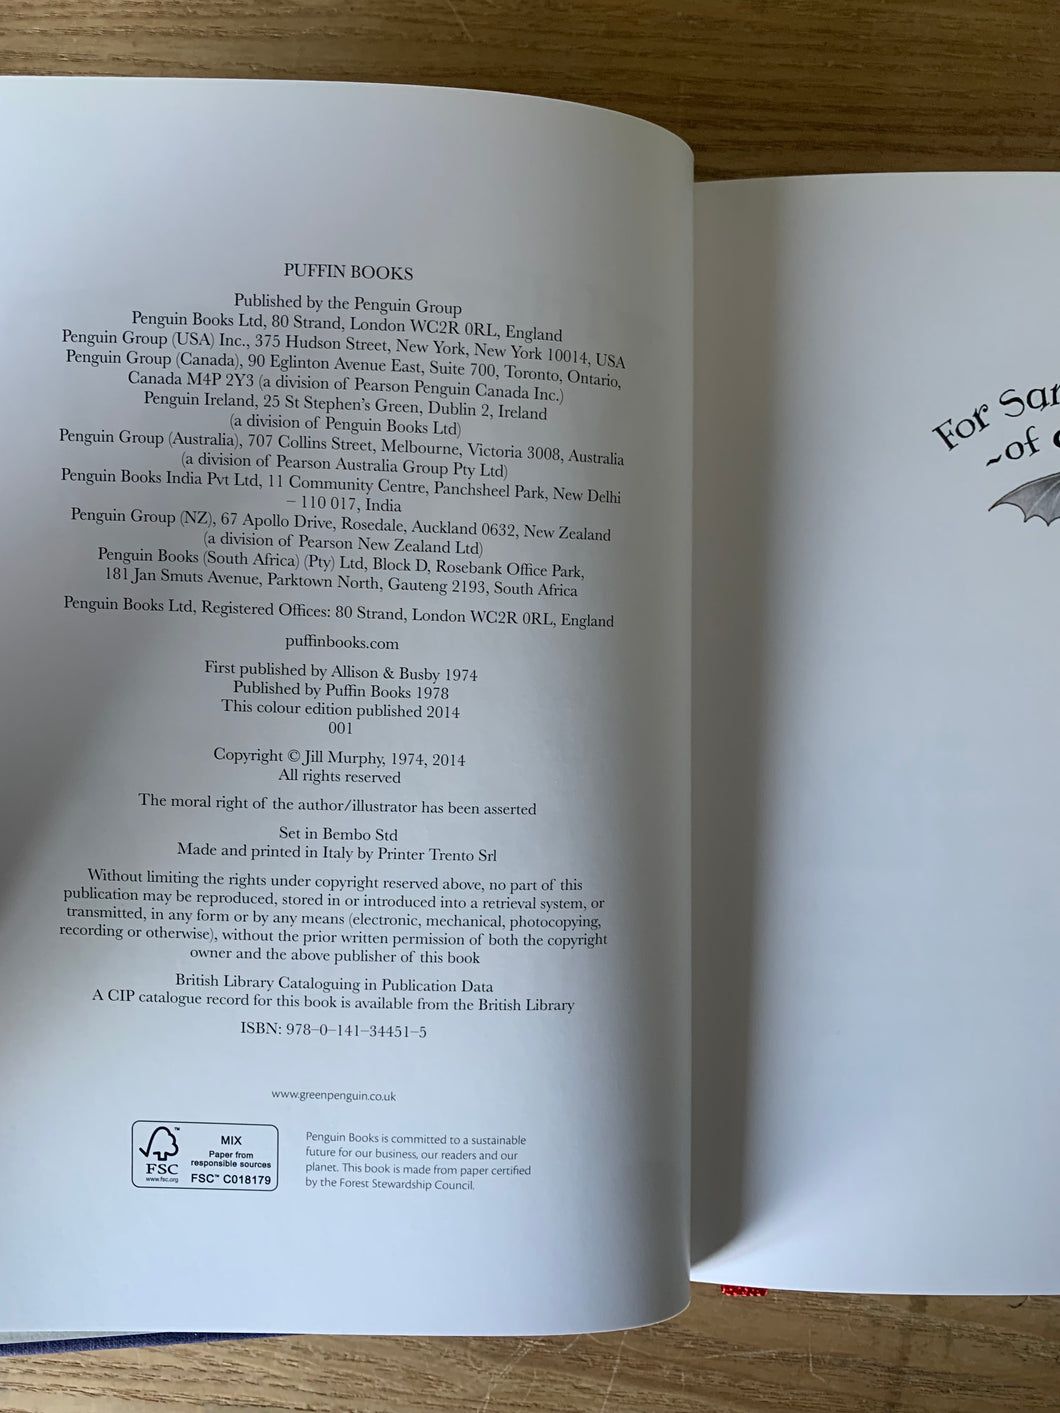 PUFFIN BOOKS
Published by the Penguin Group
Penguin Books Ltd, 80 Strand, London WC2R 0RL, England
Penguin Group (USA) Inc., 375 Hudson Street, New York, New York 10014, USA
Penguin Group (Canada), 90 Eglinton Avenue East, Suite 700, Toronto, Ontario,
Canada M4P 2Y3 (a division of Pearson Penguin Canada Inc.)
Penguin Ireland, 25 St Stephen's Green, Dublin 2, Ireland
(a division of Penguin Books Ltd)
Penguin Group (Australia), 707 Collins Street, Melbourne, Victoria 3008, Australia
(a division of Pearson Australia Group Pty Ltd)
Penguin Books India Pvt Ltd, 11 Community Centre, Panchsheel Park, New Delhi
– 110 017, India
Penguin Group (NZ), 67 Apollo Drive, Rosedale, Auckland 0632, New Zealand
(a division of Pearson New Zealand Ltd)
Penguin Books (South Africa) (Pty) Ltd, Block D, Rosebank Office Park,
181 Jan Smuts Avenue, Parktown North, Gauteng 2193, South Africa
Penguin Books Ltd, Registered Offices: 80 Strand, London WC2R 0RL, England
puffinbooks.com
First published by Allison & Busby 1974
Published by Puffin Books 1978
This colour edition published 2014
001
Copyright © Jill Murphy, 1974, 2014
All rights reserved
The moral right of the author/illustrator has been asserted
Set in Bembo Std
Made and printed in Italy by Printer Trento Srl
Without limiting the rights under copyright reserved above, no part of this
publication may be reproduced, stored in or introduced into a retrieval system, or
transmitted, in any form or by any means (electronic, mechanical, photocopying,
recording or otherwise), without the prior written permission of both the copyright
owner and the above publisher of this book
British Library Cataloguing in Publication Data
A CIP catalogue record for this book is available from the British Library
ISBN: 978–0–141–34451–5
www.greenpenguin.co.uk
FSC™
www.fsc.org
MIX
Paper from
responsible sources
FSC™ C018179
Penguin Books is committed to a sustainable
future for our business, our readers and our
planet. This book is made from paper certified
by the Forest Stewardship Council.
For
~of